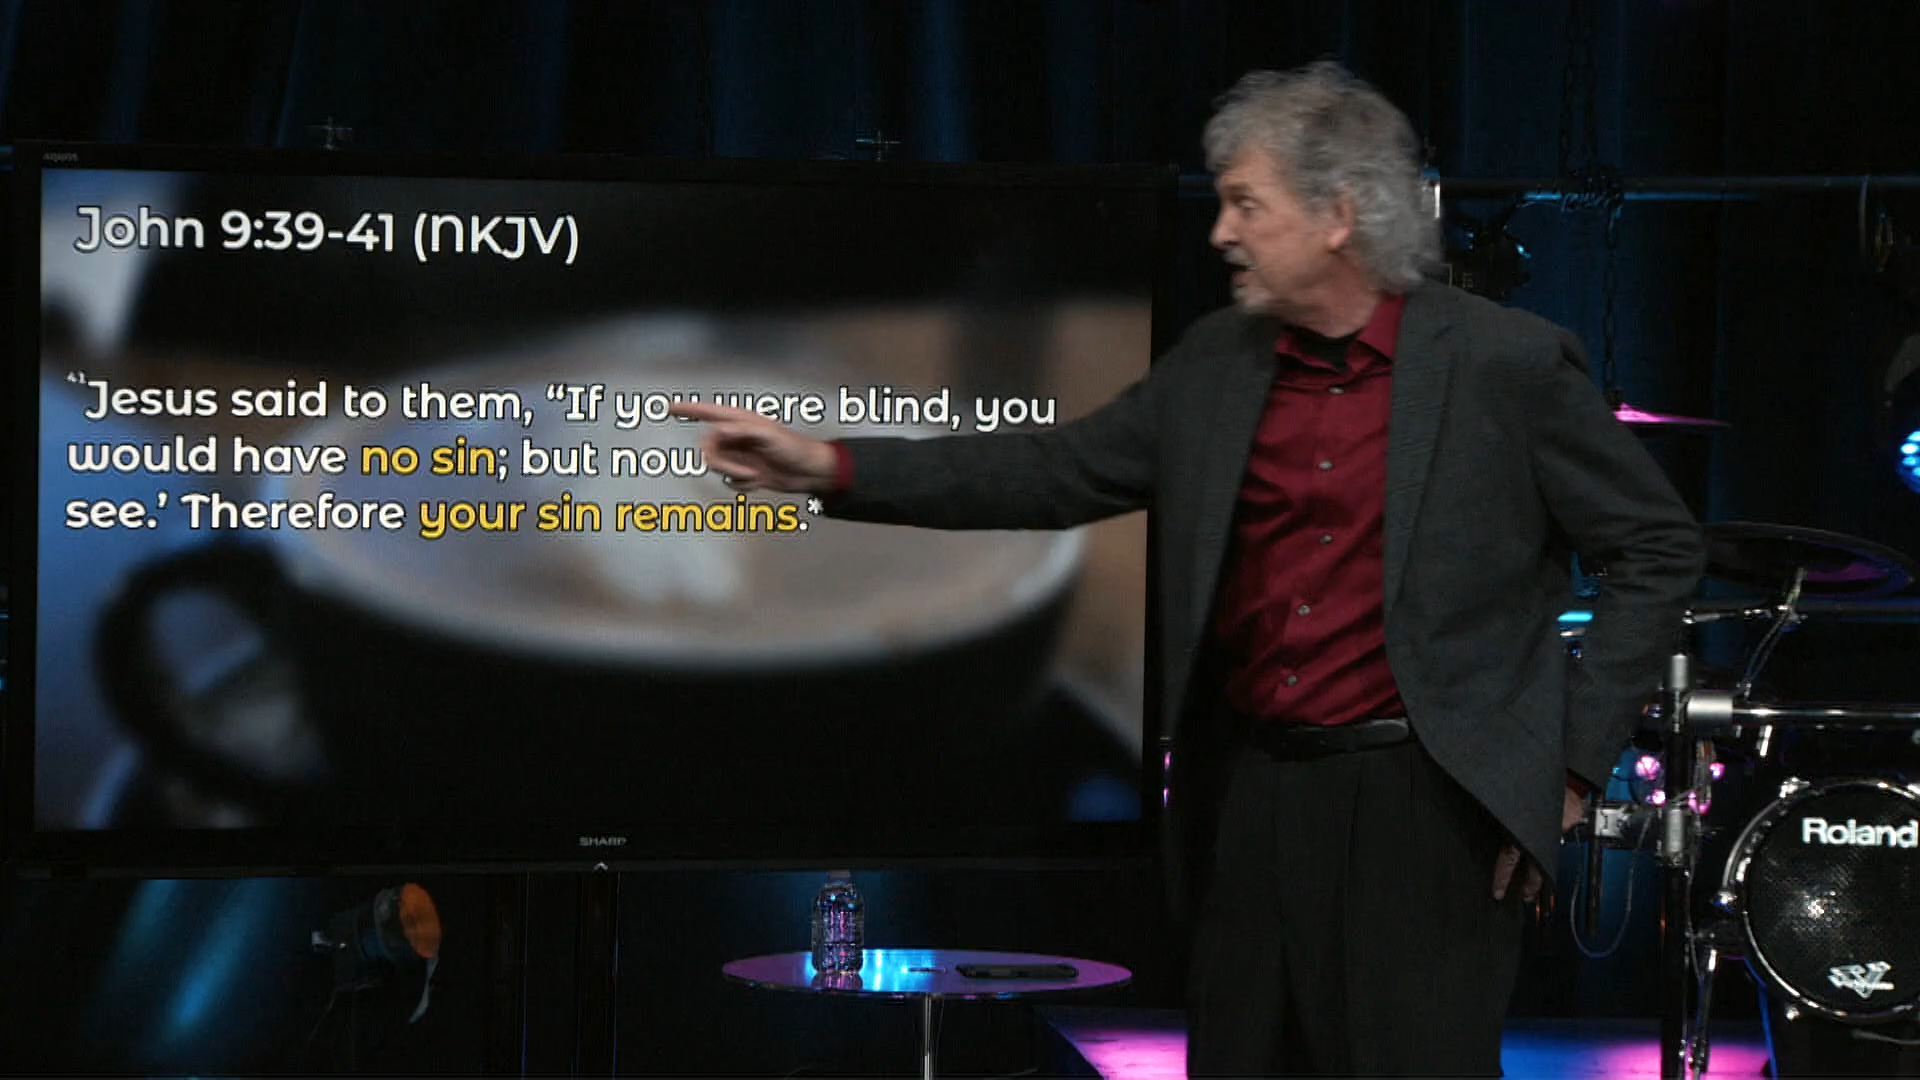 AQUOS
John 9:39-41 (NKJV)
41 Jesus said to them, “If you were blind, you
would have no sin; but now
see.’ Therefore your sin remains.*
SHARP
Roland